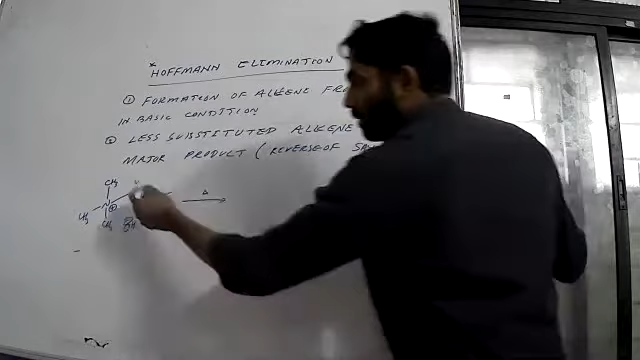 * HOFFMANN ELIMINATION
① FORMATION OF ALKENE
IN BASIC CONDITION
② LESS SUBSTITUTED ALKENE
MAJOR PRODUCT (REVERSE OF
CH₃
Δ
CH₃ N ⊕
CH₃ OH